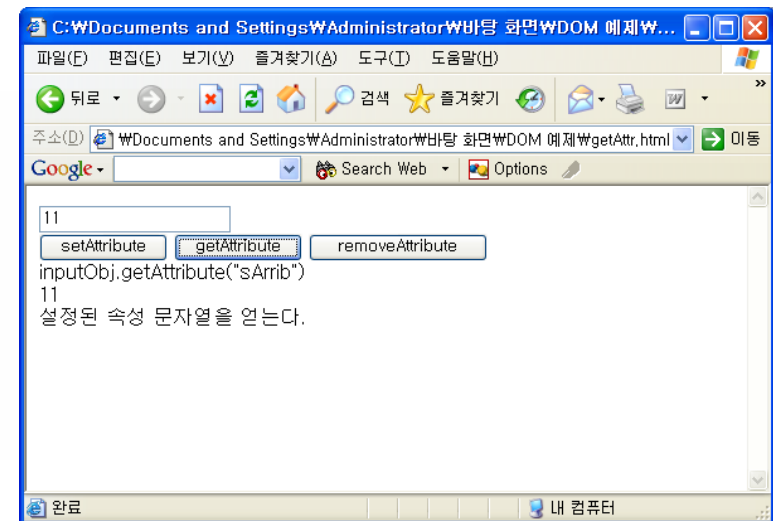 C:₩Documents and Settings₩Administrator₩바탕 화면₩DOM 예제₩...
파일(F) 편집(E) 보기(V) 즐겨찾기(A) 도구(T) 도움말(H)
뒤로 검색 즐겨찾기 W »
주소(D) ₩Documents and Settings₩Administrator₩바탕 화면₩DOM 예제₩getAttr.html 이동
Google Search Web Options
11
setAttribute getAttribute removeAttribute
inputObj.getAttribute("sArrib")
11
설정된 속성 문자열을 얻는다.
완료 내 컴퓨터